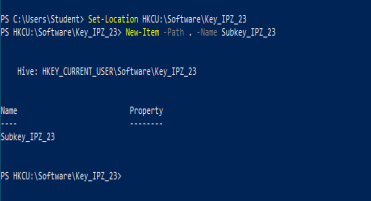 PS C:\Users\Student> Set-Location HKCU:\Software\Key_IPZ_23
PS HKCU:\Software\Key_IPZ_23> New-Item -Path . -Name Subkey_IPZ_23
Hive: HKEY_CURRENT_USER\Software\Key_IPZ_23
Name Property
---- --------
Subkey_IPZ_23
PS HKCU:\Software\Key_IPZ_23>